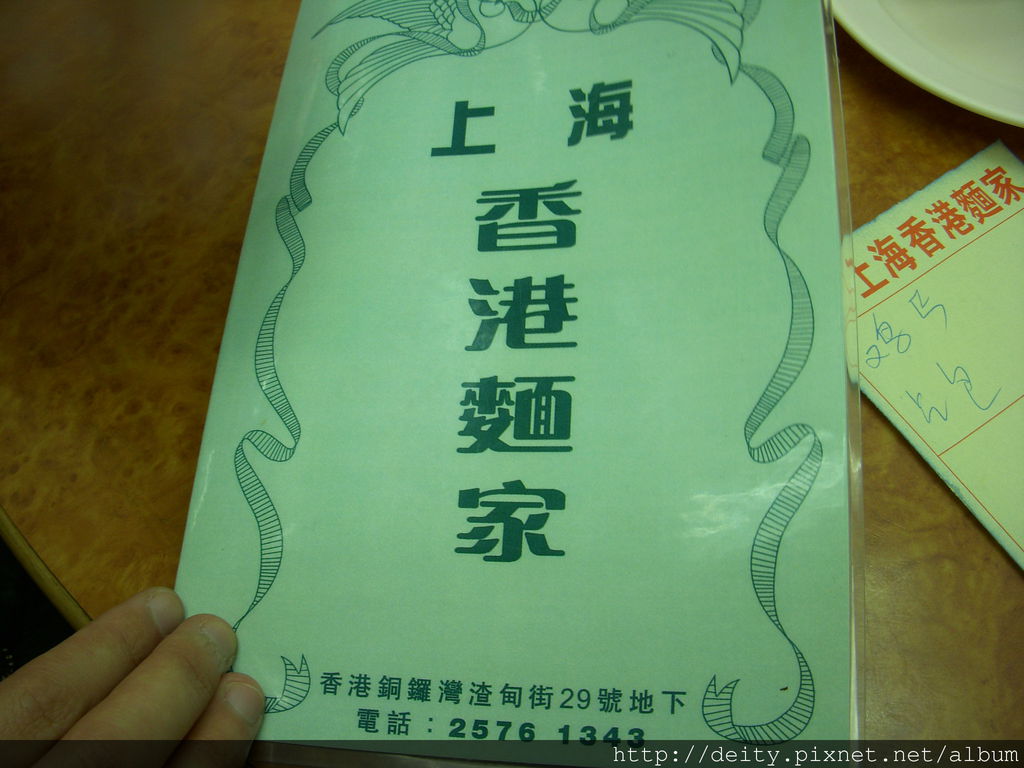 上海
香港麵家
香港銅鑼灣渣甸街29號地下
電話：2576 1343
上海香港麵家
http://deity.pixnet.net/album